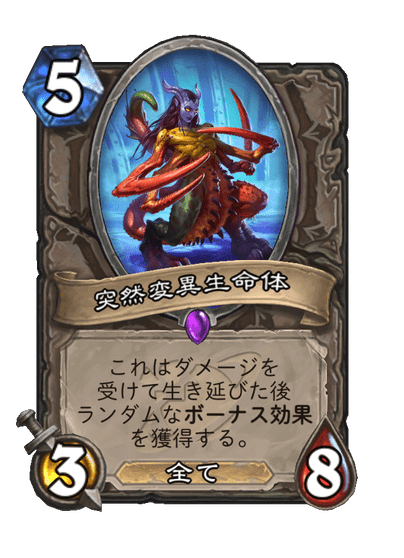 5
突然変異生命体
これはダメージを
受けて生き延びた後
ランダムなボーナス効果
を獲得する。
3
全て
8